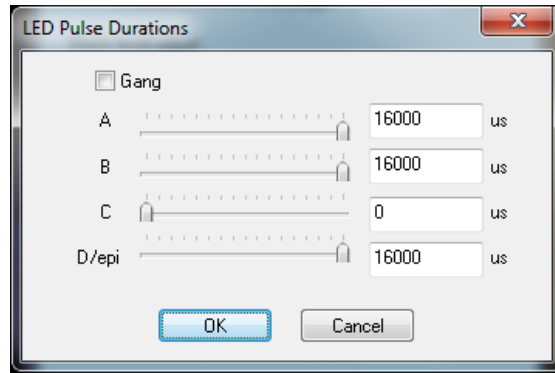 LED Pulse Durations
Gang
A 16000 us
B 16000 us
C 0 us
D/epi 16000 us
OK Cancel